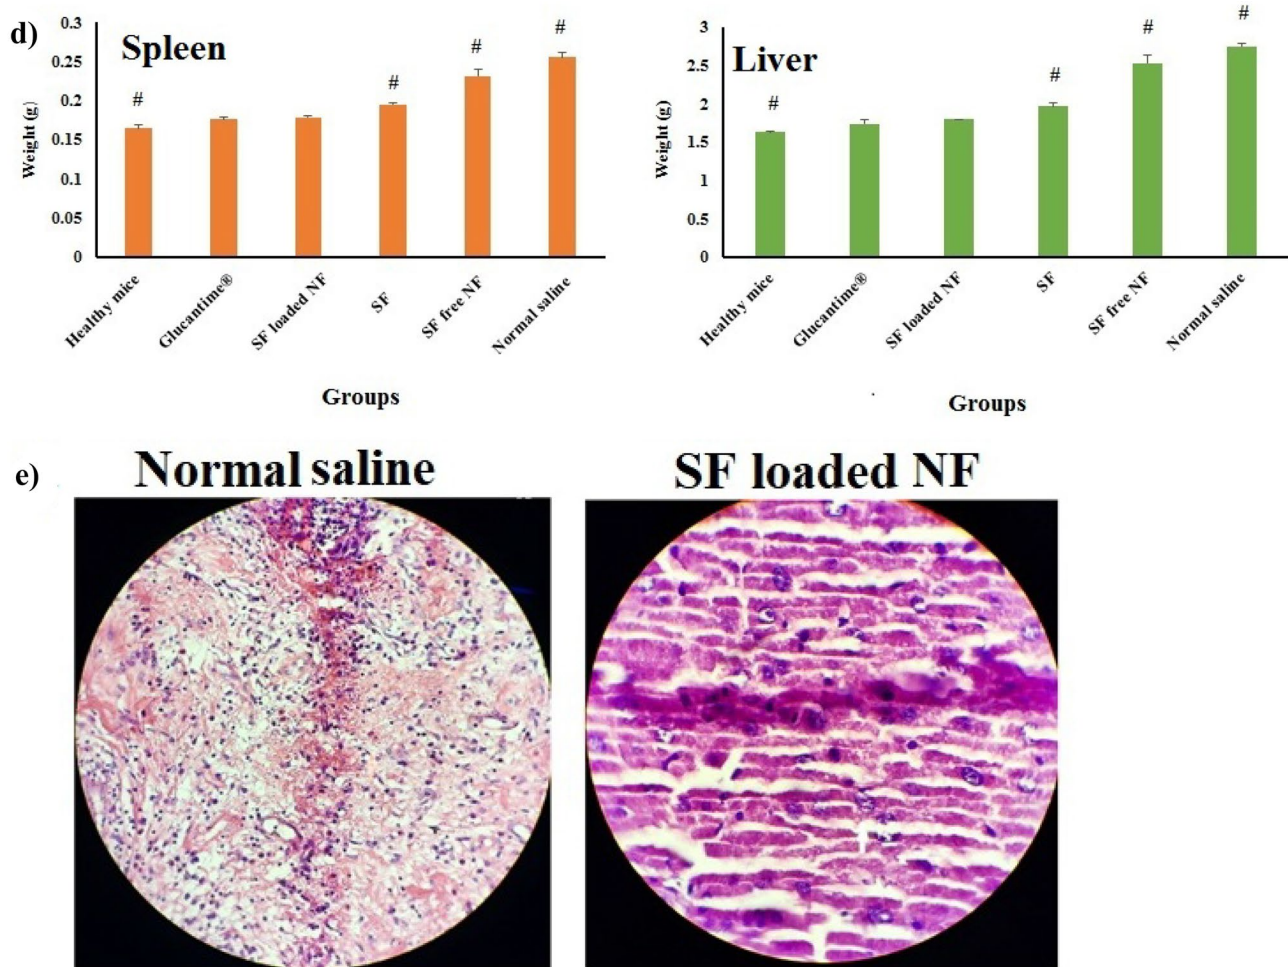 d)
Spleen
Weight (g)
0.3
0.25
0.2
0.15
0.1
0.05
0
#
#
#
#
Healthy mice
Glucantime®
SF loaded NF
SF
SF free NF
Normal saline
Groups
Liver
Weight (g)
3
2.5
2
1.5
1
0.5
0
#
#
#
#
Healthy mice
Glucantime®
SF loaded NF
SF
SF free NF
Normal saline
Groups
e)
Normal saline
SF loaded NF